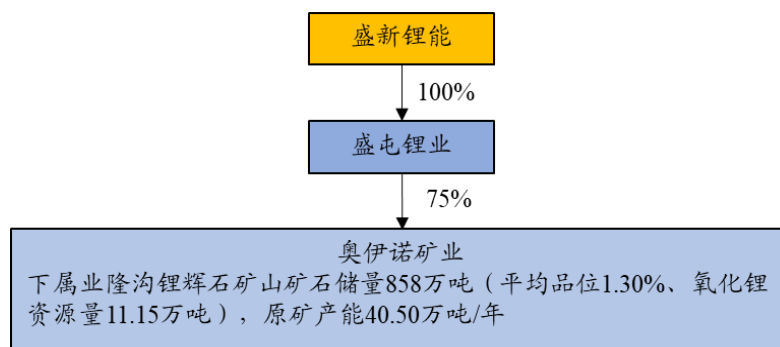 盛新锂能
100%
盛屯锂业
75%
奥伊诺矿业
下属业隆沟锂辉石矿山矿石储量858万吨（平均品位1.30%、氧化锂
资源量11.15万吨），原矿产能40.50万吨/年